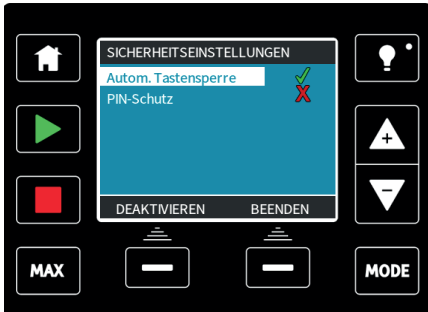 SICHERHEITSEINSTELLUNGEN
Autom. Tastensperre
PIN-Schutz
+
−
DEAKTIVIEREN BEENDEN
MAX MODE